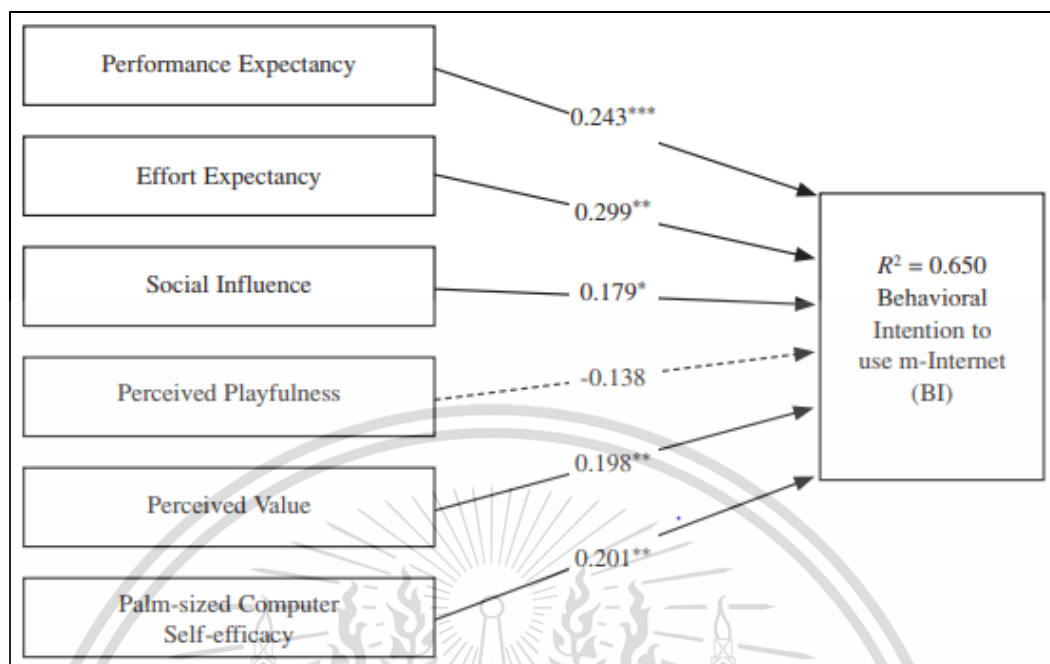 Performance Expectancy
0.243***
Effort Expectancy
0.299**
Social Influence
0.179*
Perceived Playfulness
-0.138
Perceived Value
0.198**
Palm-sized Computer
Self-efficacy
0.201**
R² = 0.650
Behavioral
Intention to
use m-Internet
(BI)